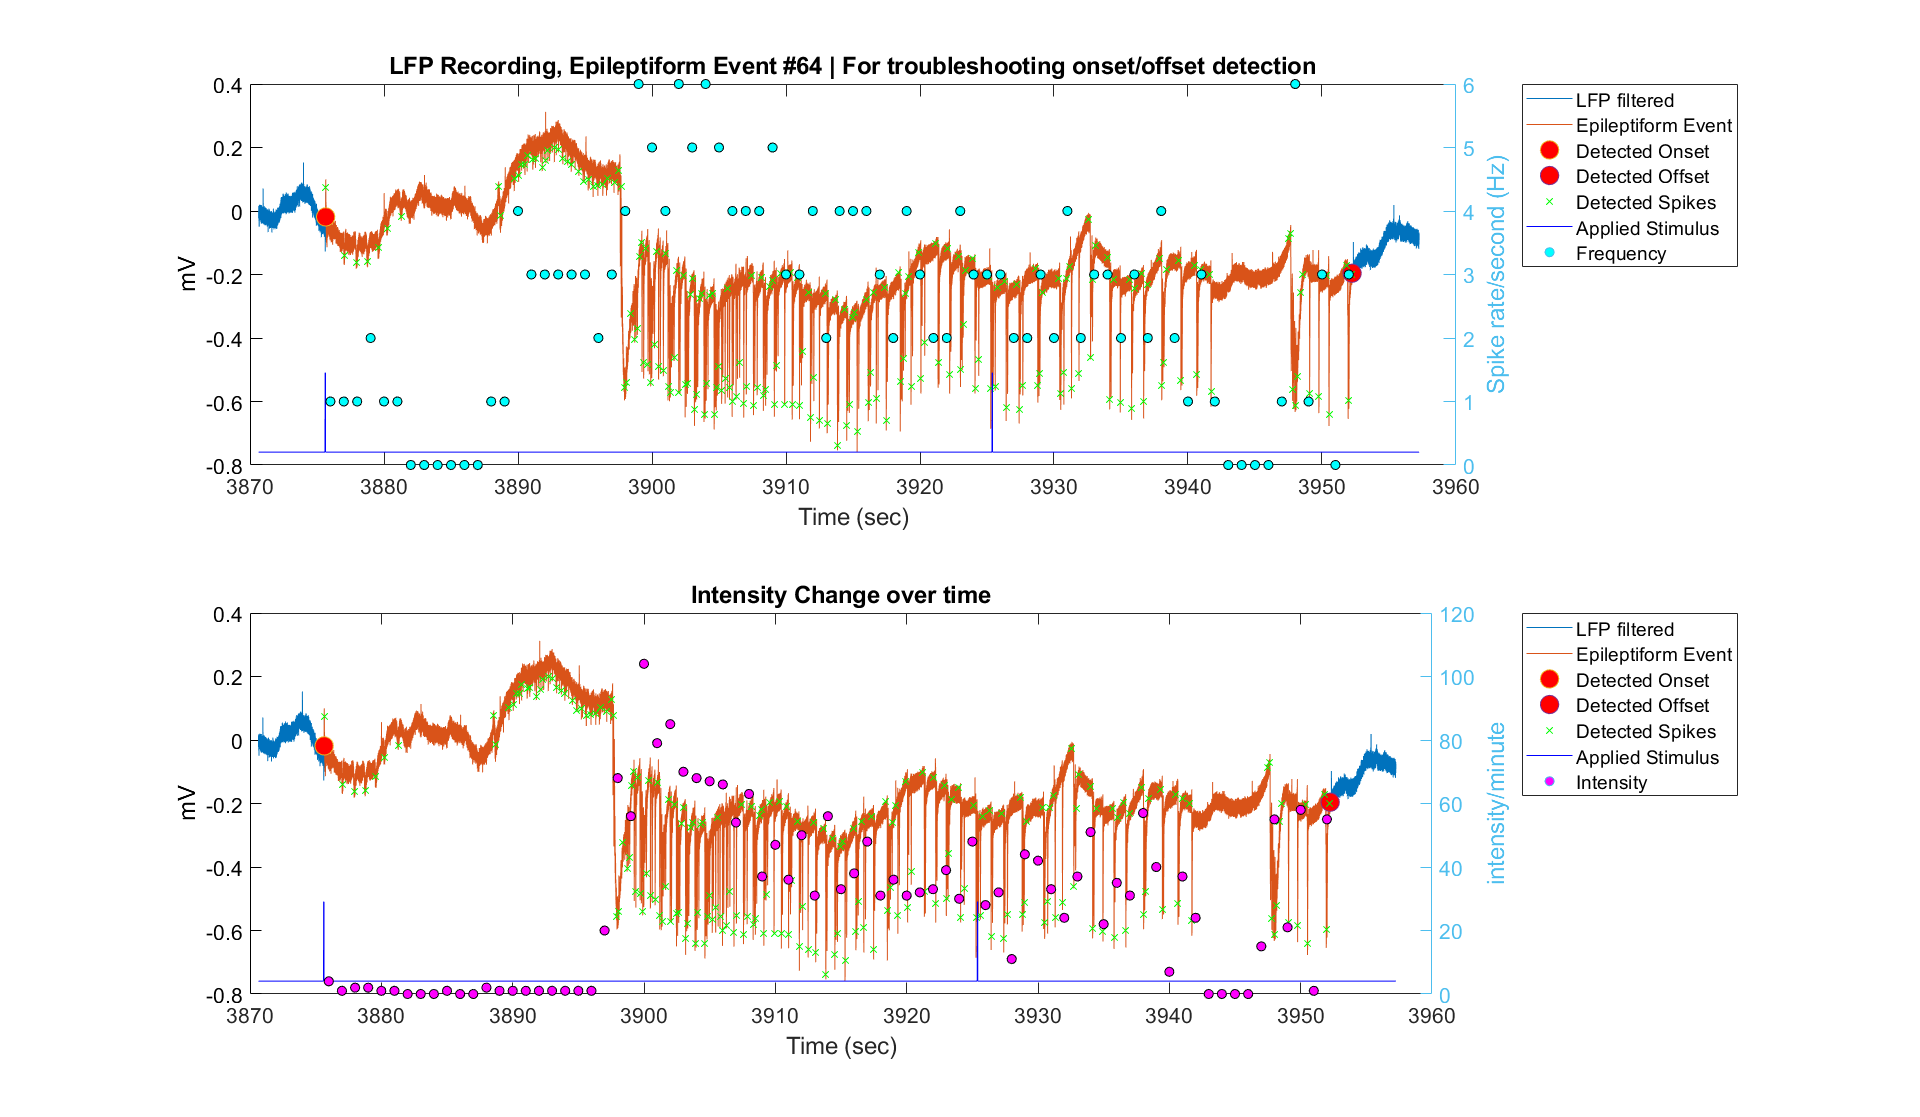 LFP Recording, Epileptiform Event #64 | For troubleshooting onset/offset detection
0.4
0.2
0
-0.2
-0.4
-0.6
-0.8
mV
3870
3880
3890
3900
3910
3920
3930
3940
3950
3960
Time (sec)
6
5
4
3
2
1
0
Spike rate/second (Hz)
LFP filtered
Epileptiform Event
Detected Onset
Detected Offset
Detected Spikes
Applied Stimulus
Frequency
Intensity Change over time
0.4
0.2
0
-0.2
-0.4
-0.6
-0.8
mV
3870
3880
3890
3900
3910
3920
3930
3940
3950
3960
Time (sec)
120
100
80
60
40
20
0
intensity/minute
LFP filtered
Epileptiform Event
Detected Onset
Detected Offset
Detected Spikes
Applied Stimulus
Intensity